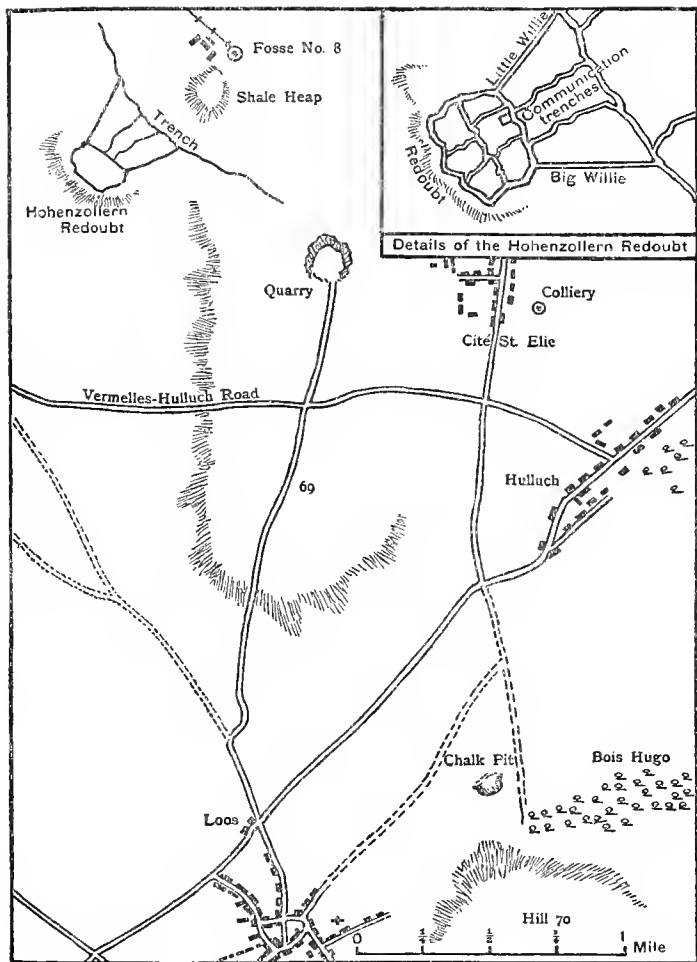 Fosse No. 8
Shale Heap
Trench
Hohenzollern
Redoubt
Little Willie
Communication
trenches
Redoubt
Big Willie
Details of the Hohenzollern Redoubt
Quarry
Colliery
Cité St. Elie
Vermelles-Hulluch Road
69
Hulluch
Chalk Pit
Bois Hugo
Loos
Hill 70
0 ¼ ½ ¾ 1
Mile